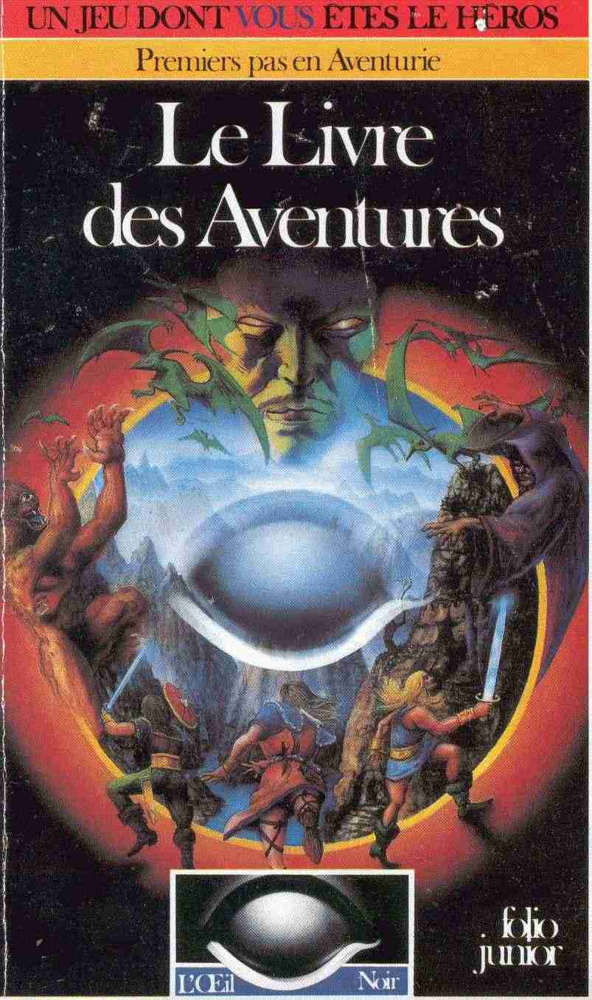 UN JEU DONT VOUS ÊTES LE HÉROS
Premiers pas en Aventurie
Le Livre
des Aventures
L'Œil Noir
folio
junior